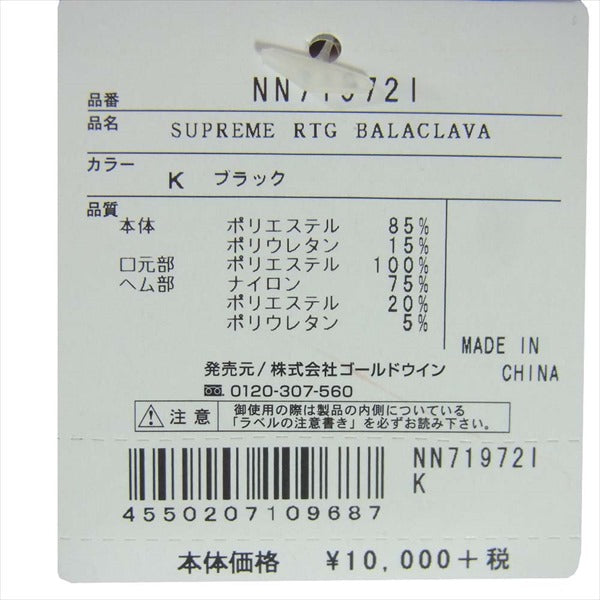 品番 NN71972I
品名 SUPREME RTG BALACLAVA
カラー K ブラック
品質
本体 ポリエステル 85%
ポリウレタン 15%
口元部 ポリエステル 100%
ヘム部 ナイロン 75%
ポリエステル 20%
ポリウレタン 5%
MADE IN
CHINA
発売元/株式会社ゴールドウイン
0120-307-560
注意 御使用の際は製品の内側についている
「ラベルの注意書き」を必ずお読み下さい。
NN71972I
K
4550207109687
本体価格 ¥10,000+税